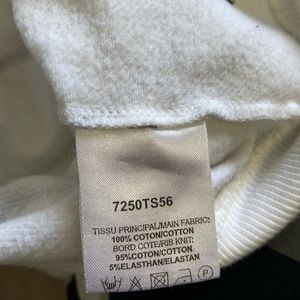 7250TS56
TISSU PRINCIPAL/MAIN FABRIC:
100% COTON/COTTON
BORD COTE/RIB KNIT:
95%COTON/COTTON
5%ELASTHAN/ELASTAN
P